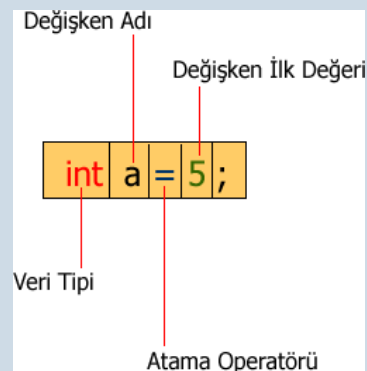 Değişken Adı
Değişken İlk Değeri
int a = 5 ;
Veri Tipi
Atama Operatörü